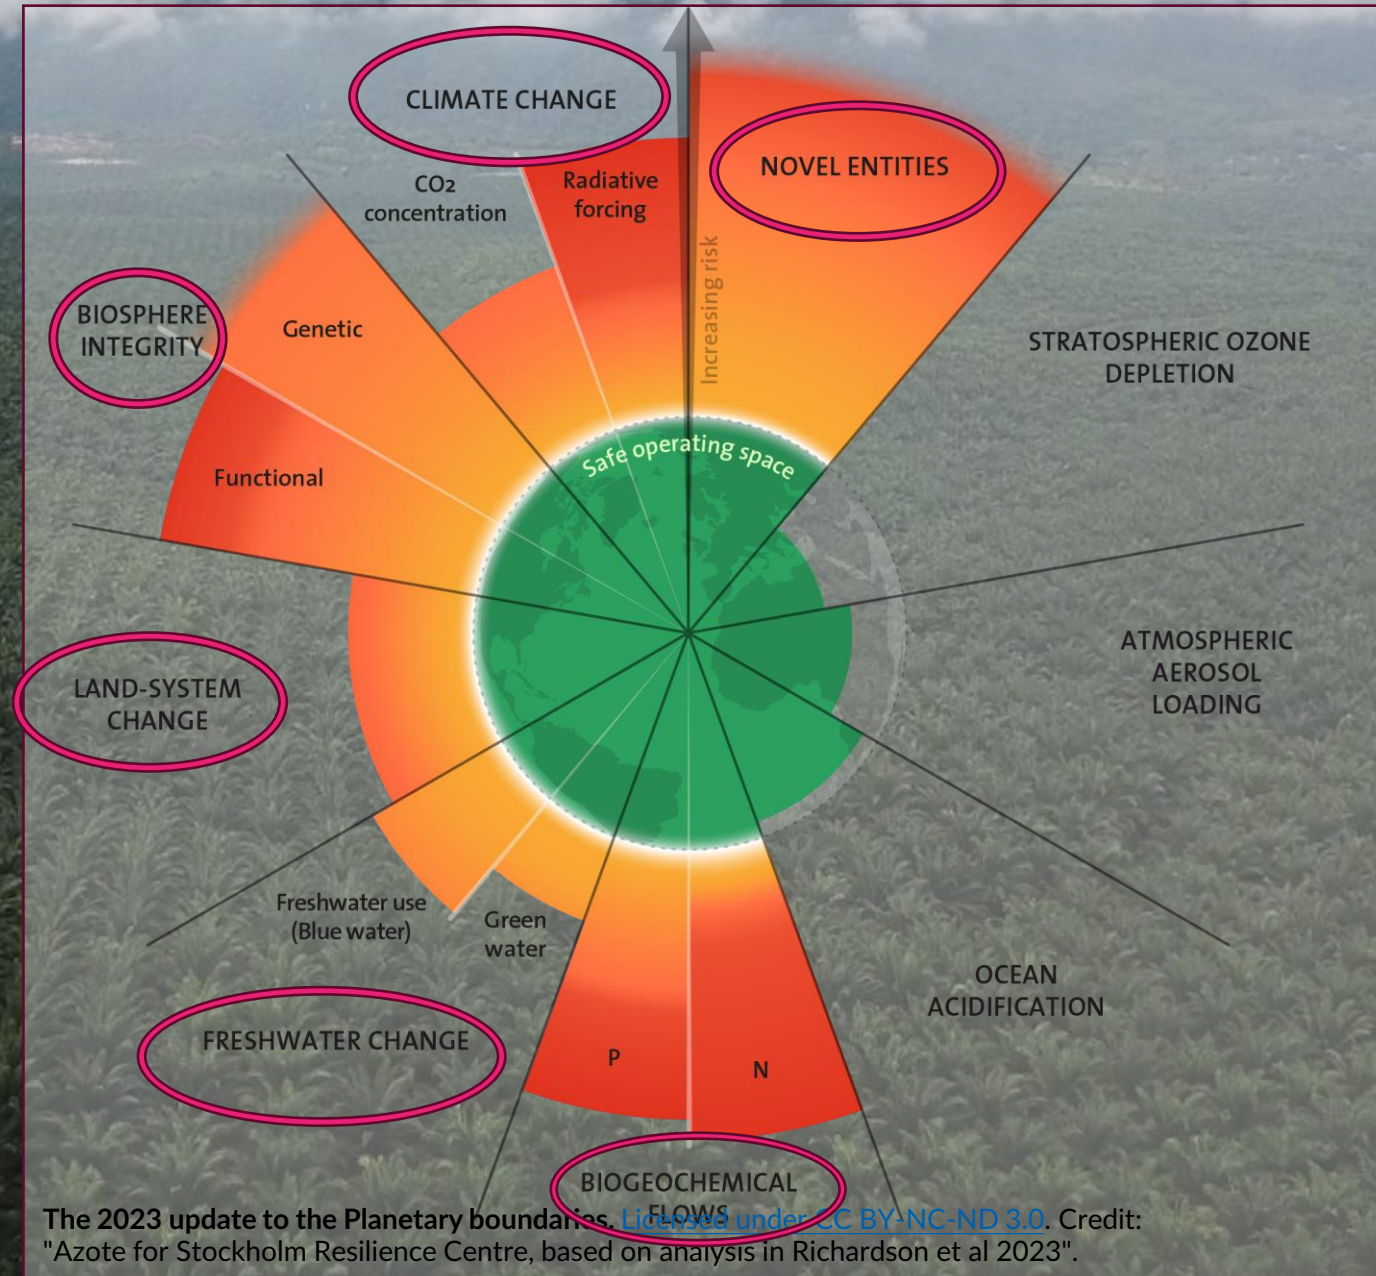 CLIMATE CHANGE
NOVEL ENTITIES
CO2
concentration
Radiative
forcing
Increasing risk
BIOSPHERE
INTEGRITY
Genetic
STRATOSPHERIC OZONE
DEPLETION
Safe operating space
Functional
LAND-SYSTEM
CHANGE
ATMOSPHERIC
AEROSOL
LOADING
Freshwater use
(Blue water)
Green
water
OCEAN
ACIDIFICATION
FRESHWATER CHANGE
P
N
BIOGEOCHEMICAL
FLOWS
The 2023 update to the Planetary boundaries. Licensed under CC BY-NC-ND 3.0. Credit:
"Azote for Stockholm Resilience Centre, based on analysis in Richardson et al 2023".